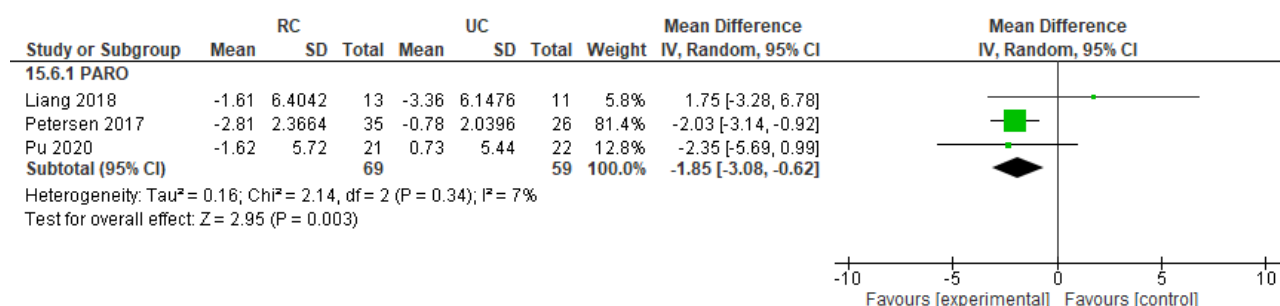 RC UC Mean Difference Mean Difference
Study or Subgroup Mean SD Total Mean SD Total Weight IV, Random, 95% CI IV, Random, 95% CI
15.6.1 PARO
Liang 2018 -1.61 6.4042 13 -3.36 6.1476 11 5.8% 1.75 [-3.28, 6.78]
Petersen 2017 -2.81 2.3664 35 -0.78 2.0396 26 81.4% -2.03 [-3.14, -0.92]
Pu 2020 -1.62 5.72 21 0.73 5.44 22 12.8% -2.35 [-5.69, 0.99]
Subtotal (95% CI) 69 59 100.0% -1.85 [-3.08, -0.62]
Heterogeneity: Tau² = 0.16; Chi² = 2.14, df = 2 (P = 0.34); I² = 7%
Test for overall effect: Z = 2.95 (P = 0.003)
-10 -5 0 5 10
Favours [experimental] Favours [control]